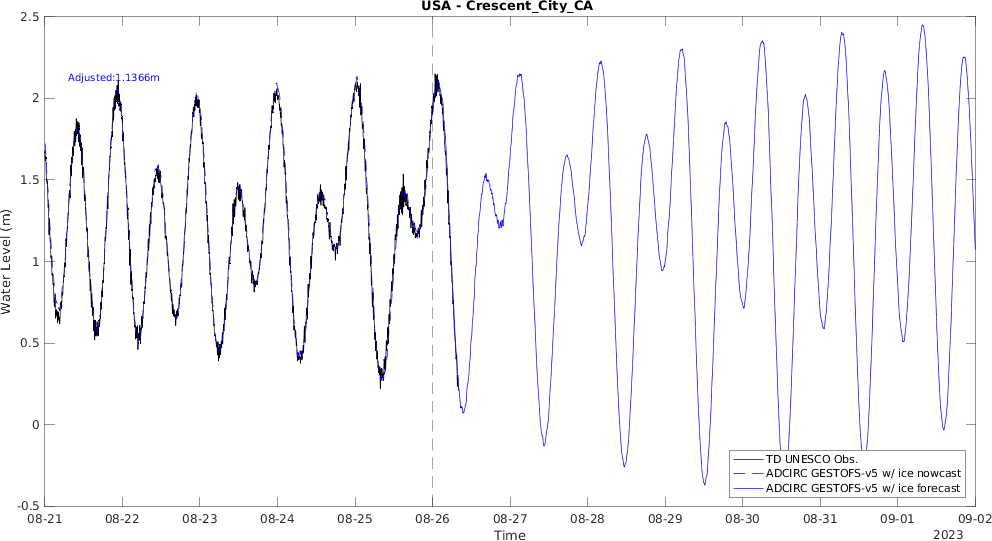 USA - Crescent_City_CA
Adjusted:1.1366m
Water Level (m)
2.5
2
1.5
1
0.5
0
-0.5
TD UNESCO Obs.
ADCIRC GESTOFS-v5 w/ ice nowcast
ADCIRC GESTOFS-v5 w/ ice forecast
08-21 08-22 08-23 08-24 08-25 08-26 08-27 08-28 08-29 08-30 08-31 09-01 09-02
Time
2023